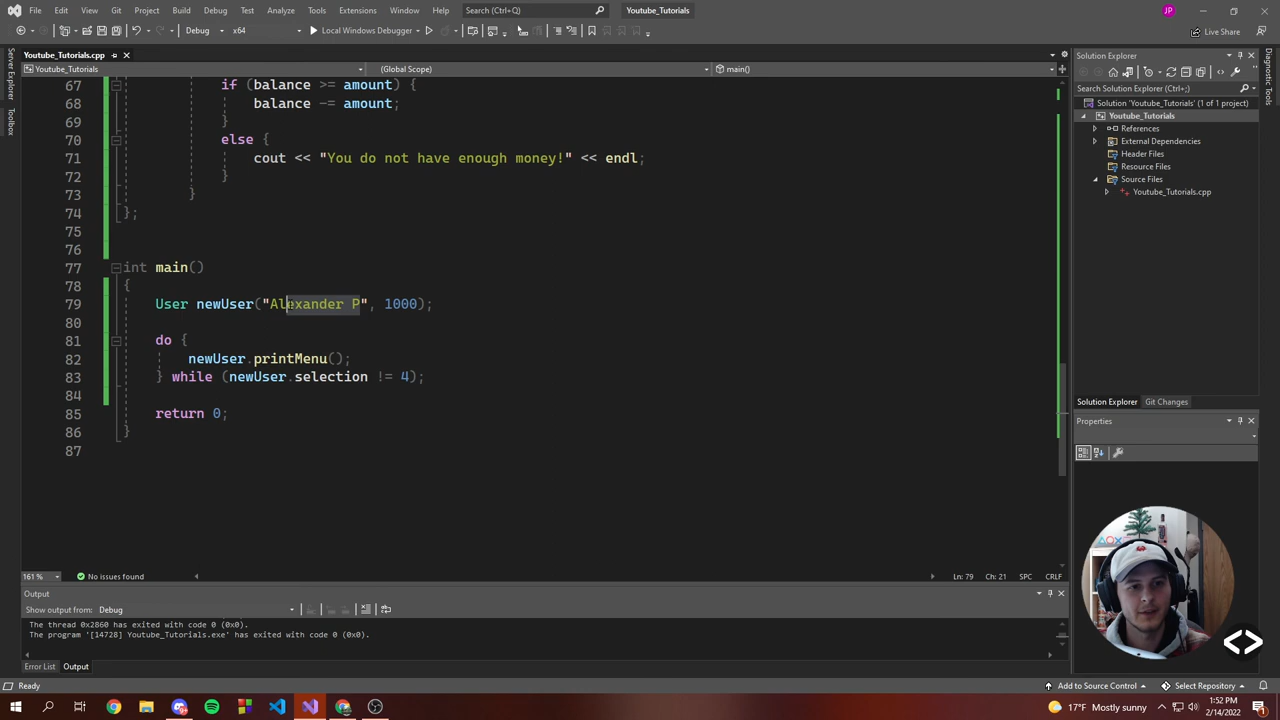 File Edit View Git Project Build Debug Test Analyze Tools Extensions Window Help Search (Ctrl+Q) Youtube_Tutorials JP
Debug x64 Local Windows Debugger Live Share
Youtube_Tutorials.cpp
Youtube_Tutorials (Global Scope) main()
Server Explorer
Toolbox
67 if (balance >= amount) {
68 balance -= amount;
69 }
70 else {
71 cout << "You do not have enough money!" << endl;
72 }
73 }
74 };
75
76
77 int main()
78 {
79 User newUser("Alexander P", 1000);
80
81 do {
82 newUser.printMenu();
83 } while (newUser.selection != 4);
84
85 return 0;
86 }
87
161 % No issues found Ln: 79 Ch: 21 SPC CRLF
Output
Show output from: Debug
The thread 0x2860 has exited with code 0 (0x0).
The program '[14728] Youtube_Tutorials.exe' has exited with code 0 (0x0).
Error List Output
Ready
Solution Explorer
Search Solution Explorer (Ctrl+;)
Solution 'Youtube_Tutorials' (1 of 1 project)
Youtube_Tutorials
References
External Dependencies
Header Files
Resource Files
Source Files
Youtube_Tutorials.cpp
Solution Explorer Git Changes
Properties
Diagnostic Tools
Add to Source Control Select Repository
17°F Mostly sunny 1:52 PM
2/14/2022